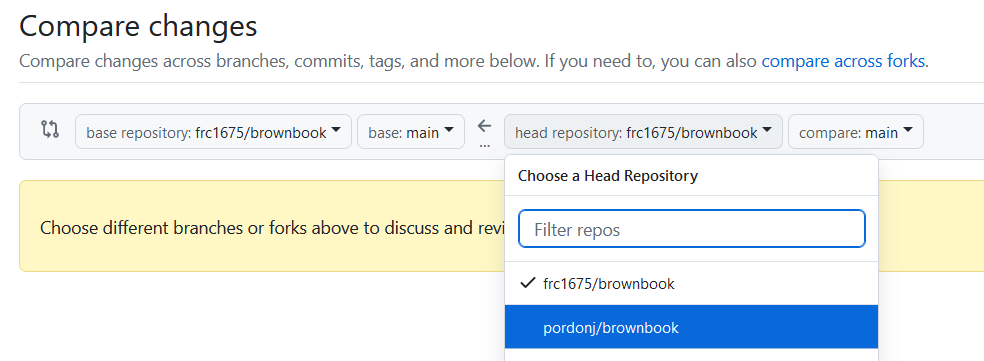 Compare changes
Compare changes across branches, commits, tags, and more below. If you need to, you can also compare across forks.
base repository: frc1675/brownbook base: main ... head repository: frc1675/brownbook compare: main
Choose a Head Repository
Choose different branches or forks above to discuss and revi
Filter repos
frc1675/brownbook
pordonj/brownbook